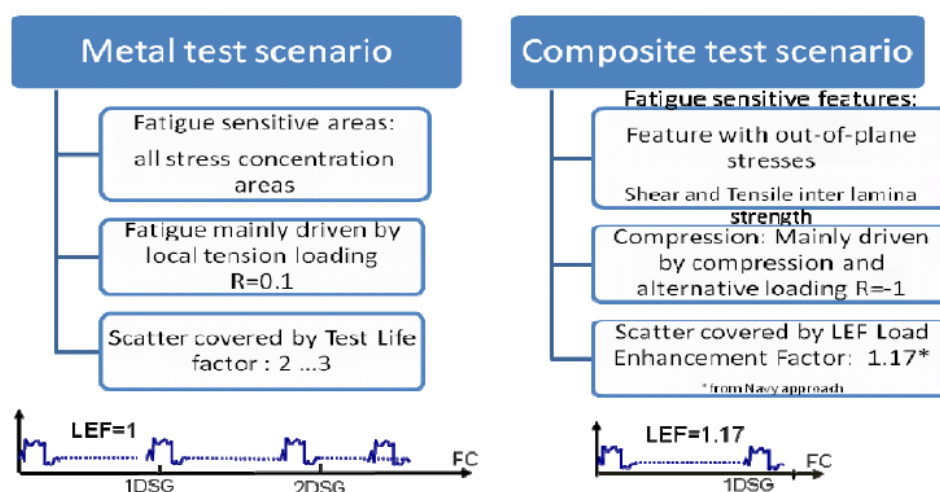 Metal test scenario
Fatigue sensitive areas:
all stress concentration
areas
Fatigue mainly driven by
local tension loading
R=0.1
Scatter covered by Test Life
factor : 2 ...3
LEF=1
FC
1DSG
2DSG
Composite test scenario
Fatigue sensitive features:
Feature with out-of-plane
stresses
Shear and Tensile inter lamina
strength
Compression: Mainly driven
by compression and
alternative loading R=-1
Scatter covered by LEF Load
Enhancement Factor: 1.17*
*from Navy approach
LEF=1.17
FC
1DSG